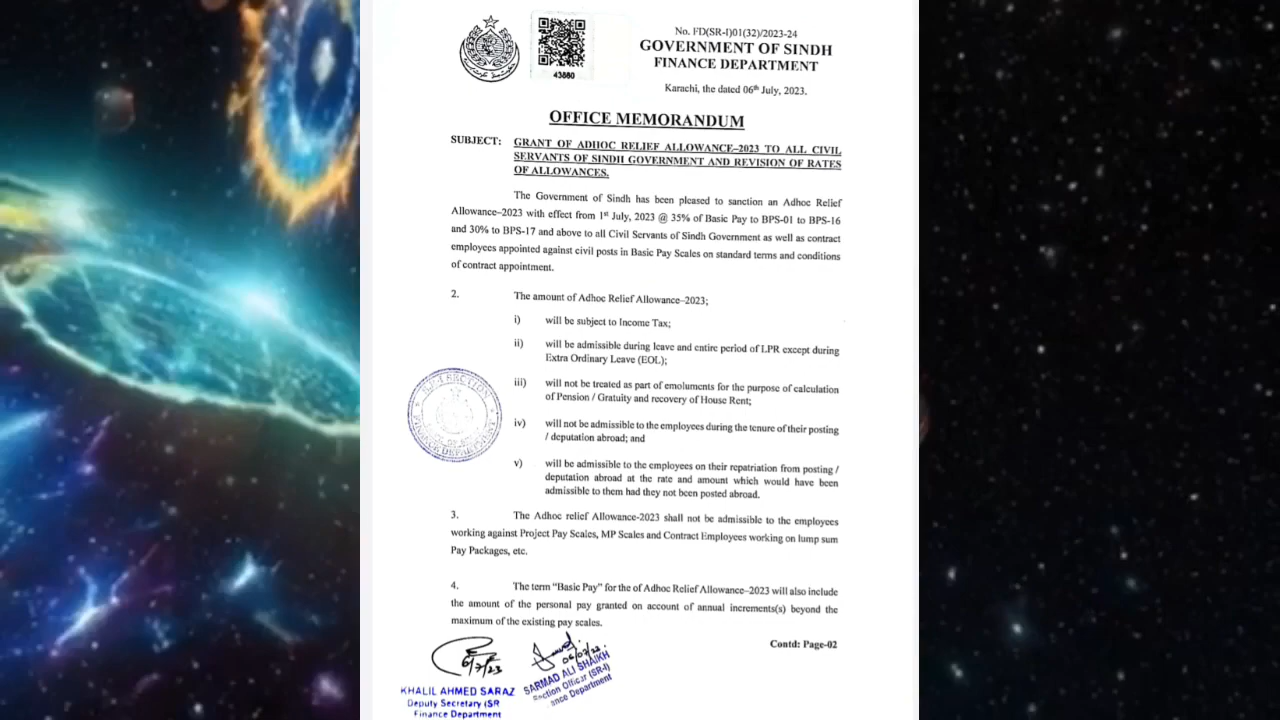 No. FD(SR-I)01(32)/2023-24
GOVERNMENT OF SINDH
FINANCE DEPARTMENT
43860
Karachi, the dated 06th July, 2023.
OFFICE MEMORANDUM
SUBJECT: GRANT OF ADHOC RELIEF ALLOWANCE–2023 TO ALL CIVIL
SERVANTS OF SINDH GOVERNMENT AND REVISION OF RATES
OF ALLOWANCES.
The Government of Sindh has been pleased to sanction an Adhoc Relief
Allowance–2023 with effect from 1st July, 2023 @ 35% of Basic Pay to BPS-01 to BPS-16
and 30% to BPS-17 and above to all Civil Servants of Sindh Government as well as contract
employees appointed against civil posts in Basic Pay Scales on standard terms and conditions
of contract appointment.
2. The amount of Adhoc Relief Allowance–2023;
i) will be subject to Income Tax;
ii) will be admissible during leave and entire period of LPR except during
Extra Ordinary Leave (EOL);
iii) will not be treated as part of emoluments for the purpose of calculation
of Pension / Gratuity and recovery of House Rent;
iv) will not be admissible to the employees during the tenure of their posting
/ deputation abroad; and
v) will be admissible to the employees on their repatriation from posting /
deputation abroad at the rate and amount which would have been
admissible to them had they not been posted abroad.
3. The Adhoc relief Allowance-2023 shall not be admissible to the employees
working against Project Pay Scales, MP Scales and Contract Employees working on lump sum
Pay Packages, etc.
4. The term “Basic Pay” for the of Adhoc Relief Allowance–2023 will also include
the amount of the personal pay granted on account of annual increments(s) beyond the
maximum of the existing pay scales.
Contd: Page-02
6/7/23
06/07/23.
KHALIL AHMED SARAZ
Deputy Secretary (SR
Finance Department
SARMAD ALI SHAIKH
Section Officer (SR-I)
ance Department